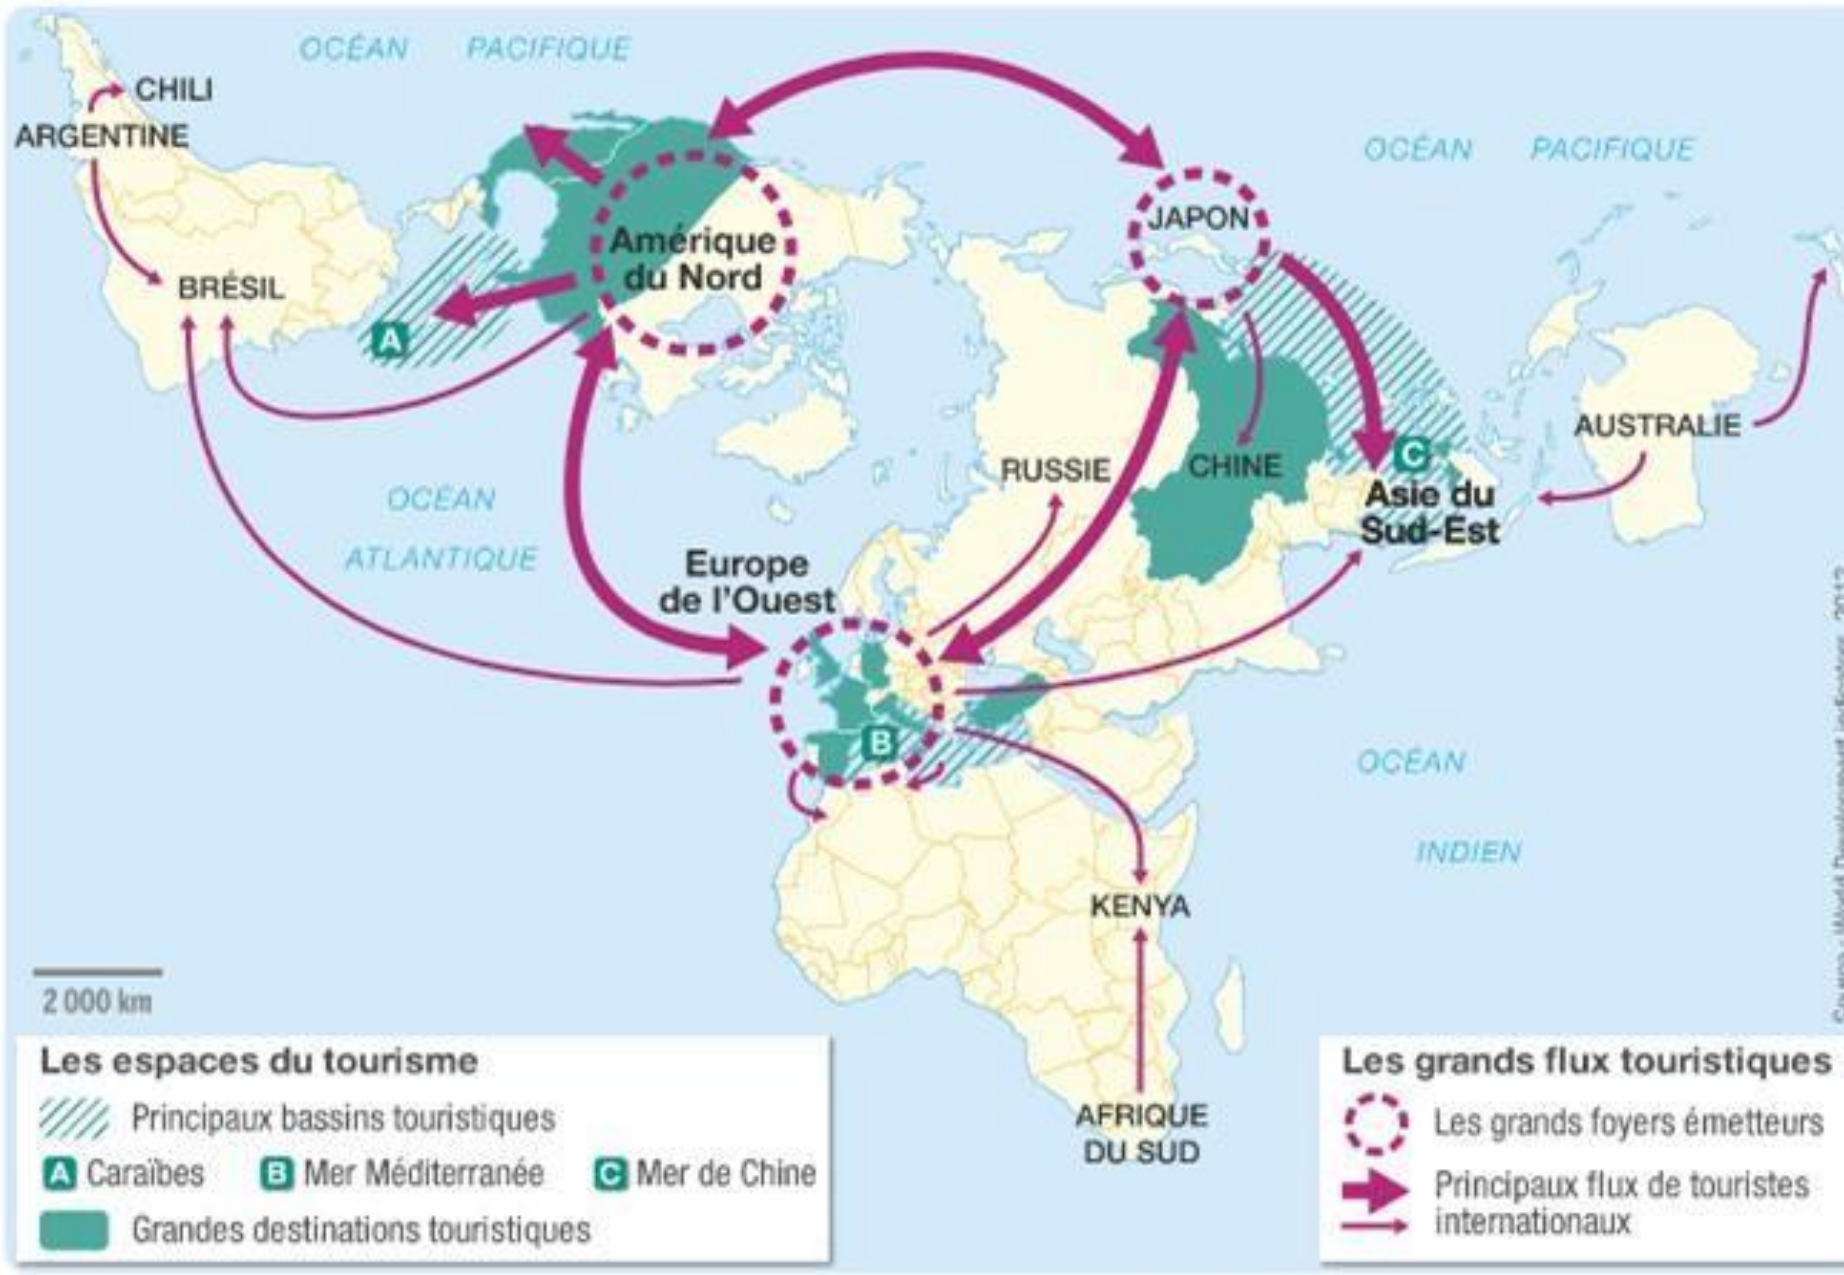 OCÉAN PACIFIQUE
CHILI
ARGENTINE
OCÉAN PACIFIQUE
JAPON
Amérique
du Nord
BRÉSIL
A
AUSTRALIE
RUSSIE
CHINE
C
Asie du
Sud-Est
OCÉAN
ATLANTIQUE
Europe
de l'Ouest
B
OCÉAN
INDIEN
KENYA
AFRIQUE
DU SUD
2 000 km
Les espaces du tourisme
Principaux bassins touristiques
A Caraïbes B Mer Méditerranée C Mer de Chine
Grandes destinations touristiques
Les grands flux touristiques
Les grands foyers émetteurs
Principaux flux de touristes
internationaux